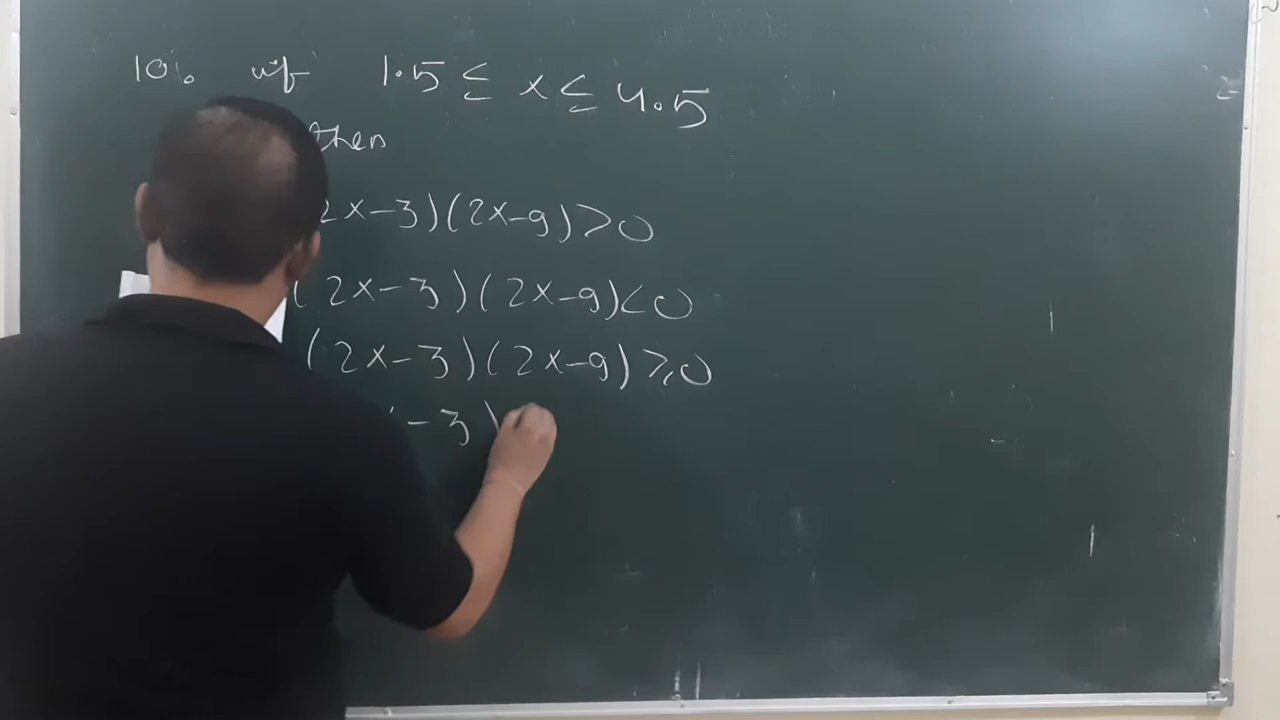 10% if 1.5 ≤ x ≤ 4.5
then
2x-3)(2x-9)>0
(2x-3)(2x-9)<0
(2x-3)(2x-9)⩾0
-3)